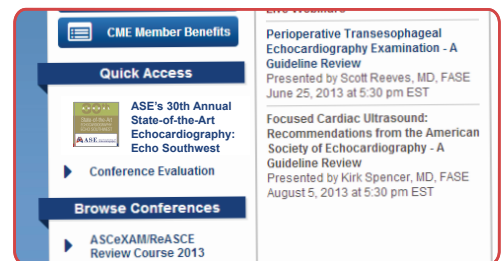 CME Member Benefits
Quick Access
ASE
ASE's 30th Annual
State-of-the-Art
Echocardiography:
Echo Southwest
Conference Evaluation
Browse Conferences
ASCeXAM/ReASCE
Review Course 2013
Live Webinars
Perioperative Transesophageal
Echocardiography Examination - A
Guideline Review
Presented by Scott Reeves, MD, FASE
June 25, 2013 at 5:30 pm EST
Focused Cardiac Ultrasound:
Recommendations from the American
Society of Echocardiography - A
Guideline Review
Presented by Kirk Spencer, MD, FASE
August 5, 2013 at 5:30 pm EST